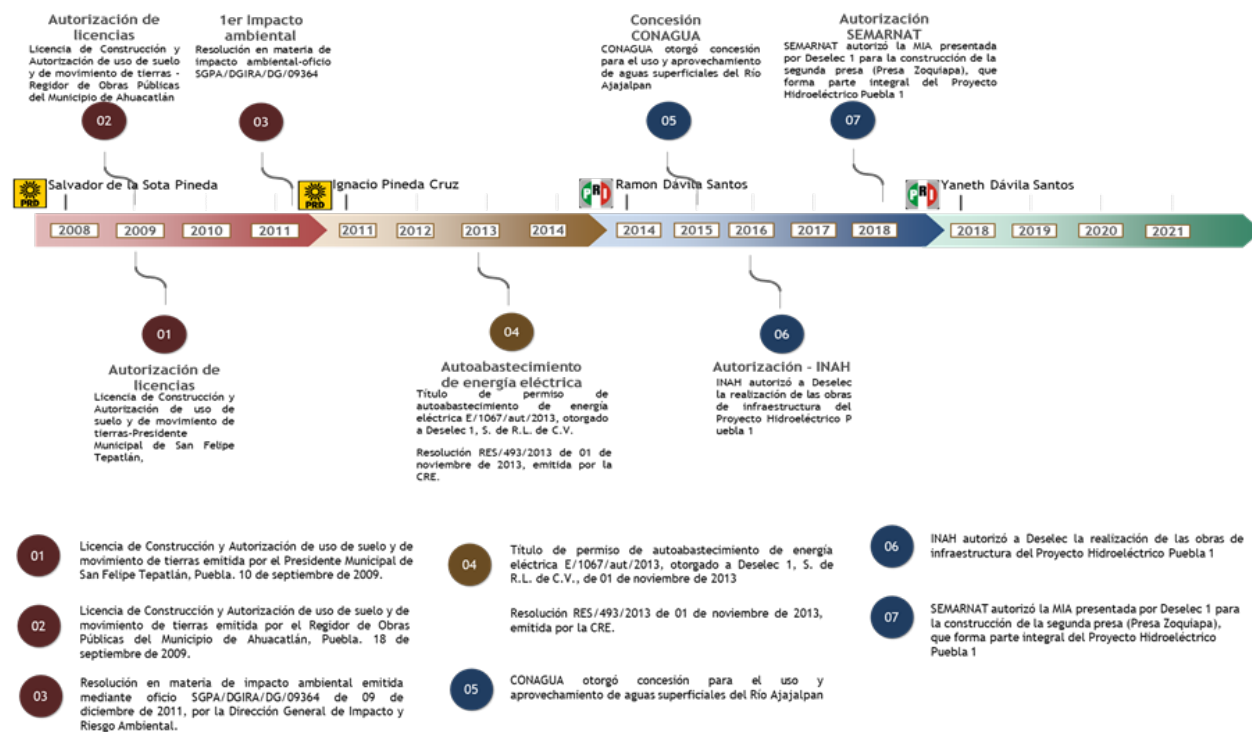 Autorización de
licencias
Licencia de Construcción y
Autorización de uso de suelo
y de movimiento de tierras -
Regidor de Obras Públicas
del Municipio de Ahuacatlán
02
1er Impacto
ambiental
Resolución en materia de
impacto ambiental-oficio
SGPA/DGIRA/DG/09364
03
Concesión
CONAGUA
CONAGUA otorgó concesión
para el uso y aprovechamiento
de aguas superficiales del Río
Ajajalpan
05
Autorización
SEMARNAT
SEMARNAT autorizó la MIA presentada
por Deselec 1 para la construcción de la
segunda presa (Presa Zoquiapa), que
forma parte integral del Proyecto
Hidroeléctrico Puebla 1
07
PRD
Salvador de la Sota Pineda
PRD
Ignacio Pineda Cruz
PRI
Ramon Dávila Santos
PRI
Yaneth Dávila Santos
2008 2009 2010 2011 2011 2012 2013 2014 2014 2015 2016 2017 2018 2018 2019 2020 2021
01
Autorización de
licencias
Licencia de Construcción y
Autorización de uso de
suelo y de movimiento de
tierras-Presidente
Municipal de San Felipe
Tepatlán,
04
Autoabastecimiento
de energía eléctrica
Título de permiso de
autoabastecimiento de energía
eléctrica E/1067/aut/2013, otorgado
a Deselec 1, S. de R.L. de C.V.
Resolución RES/493/2013 de 01 de
noviembre de 2013, emitida por la
CRE.
06
Autorización - INAH
INAH autorizó a Deselec
la realización de las obras
de infraestructura del
Proyecto Hidroeléctrico P
uebla 1
01
Licencia de Construcción y Autorización de uso de suelo y de
movimiento de tierras emitida por el Presidente Municipal de
San Felipe Tepatlán, Puebla. 10 de septiembre de 2009.
02
Licencia de Construcción y Autorización de uso de suelo y de
movimiento de tierras emitida por el Regidor de Obras
Públicas del Municipio de Ahuacatlán, Puebla. 18 de
septiembre de 2009.
03
Resolución en materia de impacto ambiental emitida
mediante oficio SGPA/DGIRA/DG/09364 de 09 de
diciembre de 2011, por la Dirección General de Impacto y
Riesgo Ambiental.
04
Título de permiso de autoabastecimiento de energía
eléctrica E/1067/aut/2013, otorgado a Deselec 1, S. de
R.L. de C.V., de 01 de noviembre de 2013
Resolución RES/493/2013 de 01 de noviembre de 2013,
emitida por la CRE.
05
CONAGUA otorgó concesión para el uso y
aprovechamiento de aguas superficiales del Río Ajajalpan
06
INAH autorizó a Deselec la realización de las obras de
infraestructura del Proyecto Hidroeléctrico Puebla 1
07
SEMARNAT autorizó la MIA presentada por Deselec 1 para
la construcción de la segunda presa (Presa Zoquiapa),
que forma parte integral del Proyecto Hidroeléctrico
Puebla 1